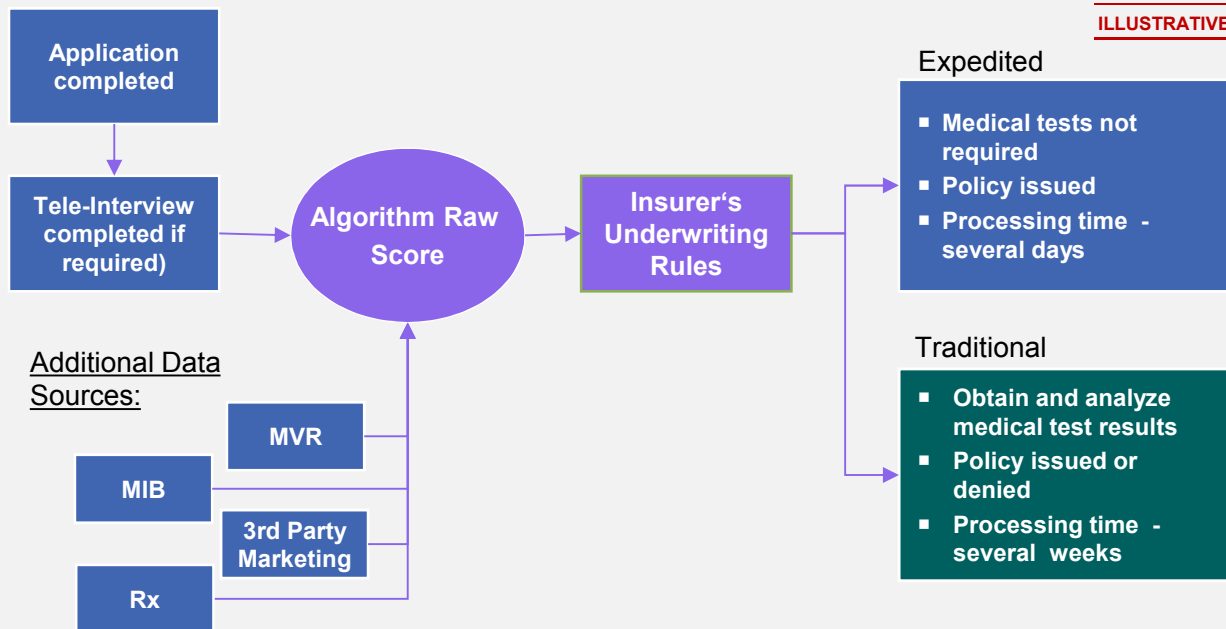 ILLUSTRATIVE
Application
completed
Tele-Interview
completed if
required)
Algorithm Raw
Score
Insurer‘s
Underwriting
Rules
Expedited
▪ Medical tests not
required
▪ Policy issued
▪ Processing time -
several days
Traditional
▪ Obtain and analyze
medical test results
▪ Policy issued or
denied
▪ Processing time -
several weeks
Additional Data
Sources:
MVR
MIB
3rd Party
Marketing
Rx